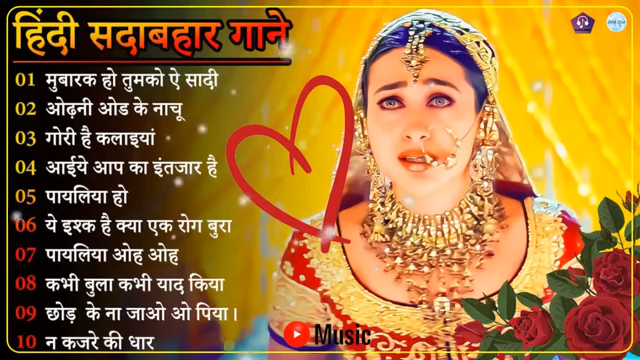 हिंदी सदाबहार गाने
01 मुबारक हो तुमको ऐ सादी
02 ओढ़नी ओड के नाचू
03 गोरी है कलाइयां
04 आईये आप का इंतजार है
05 पायलिया हो
06 ये इश्क है क्या एक रोग बुरा
07 पायलिया ओह ओह
08 कभी बुला कभी याद किया
09 छोड़ के ना जाओ ओ पिया।
10 न कजरे की धार
Music